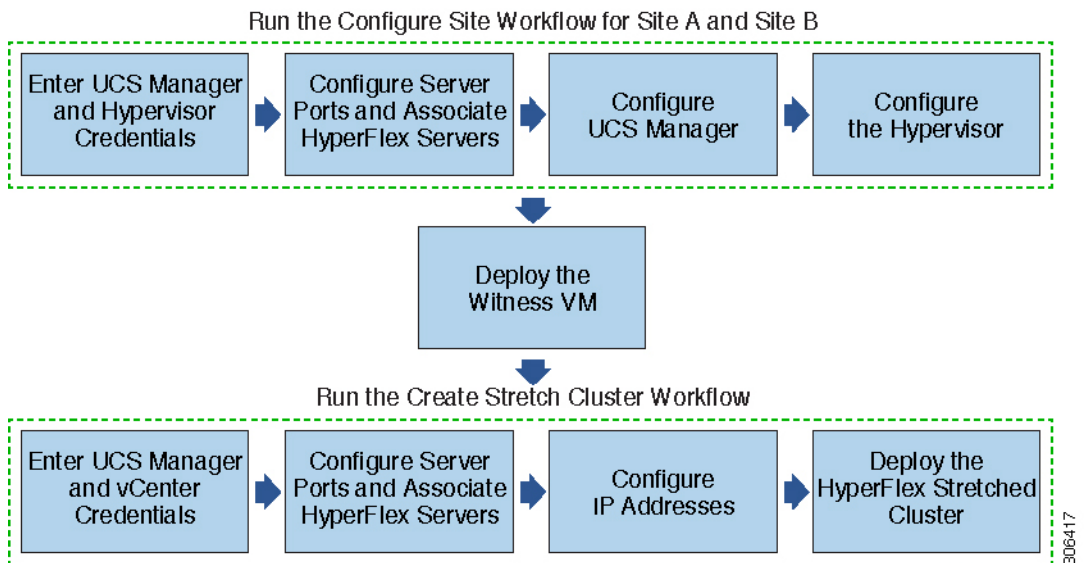 Run the Configure Site Workflow for Site A and Site B
Enter UCS Manager
and Hypervisor
Credentials
Configure Server
Ports and Associate
HyperFlex Servers
Configure
UCS Manager
Configure
the Hypervisor
Deploy the
Witness VM
Run the Create Stretch Cluster Workflow
Enter UCS Manager
and vCenter
Credentials
Configure Server
Ports and Associate
HyperFlex Servers
Configure
IP Addresses
Deploy the
HyperFlex Stretched
Cluster
306417